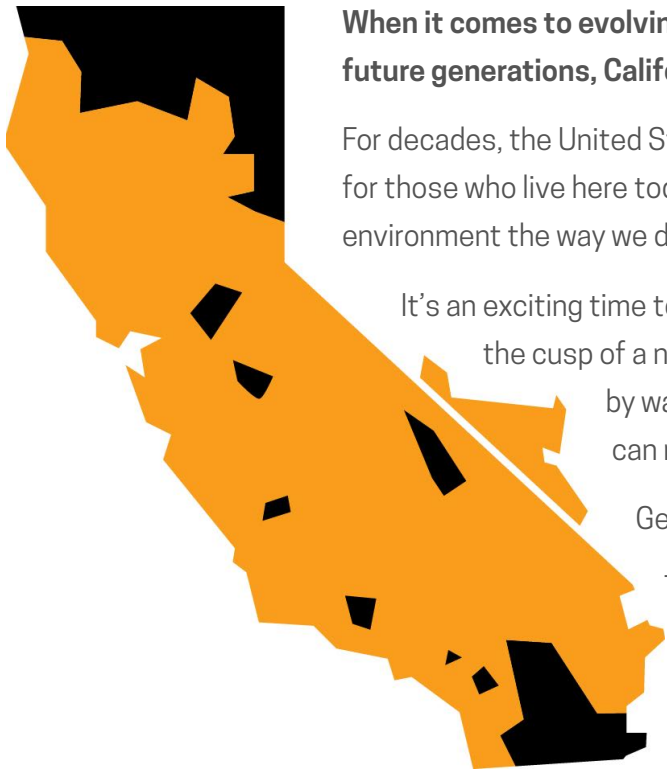 When it comes to evolvin
future generations, Calif
For decades, the United S
for those who live here to
environment the way we d
It's an exciting time t
the cusp of a n
by wa
can
Ge